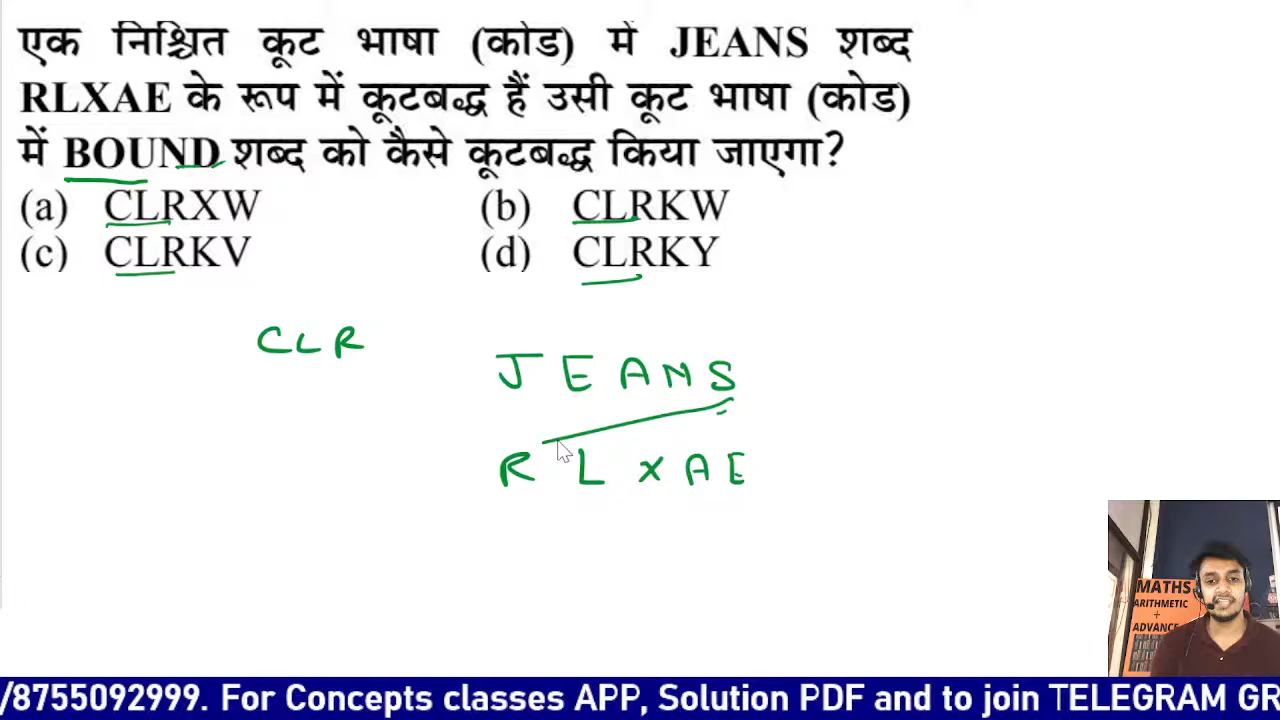 एक निश्चित कूट भाषा (कोड) में JEANS शब्द
RLXAE के रूप में कूटबद्ध हैं उसी कूट भाषा (कोड)
में BOUND शब्द को कैसे कूटबद्ध किया जाएगा?
(a) CLRXW (b) CLRKW
(c) CLRKV (d) CLRKY
CLR
JEANS
RLXAE
MATHS
ARITHMETIC
+
ADVANCE
/8755092999. For Concepts classes APP, Solution PDF and to join TELEGRAM GR